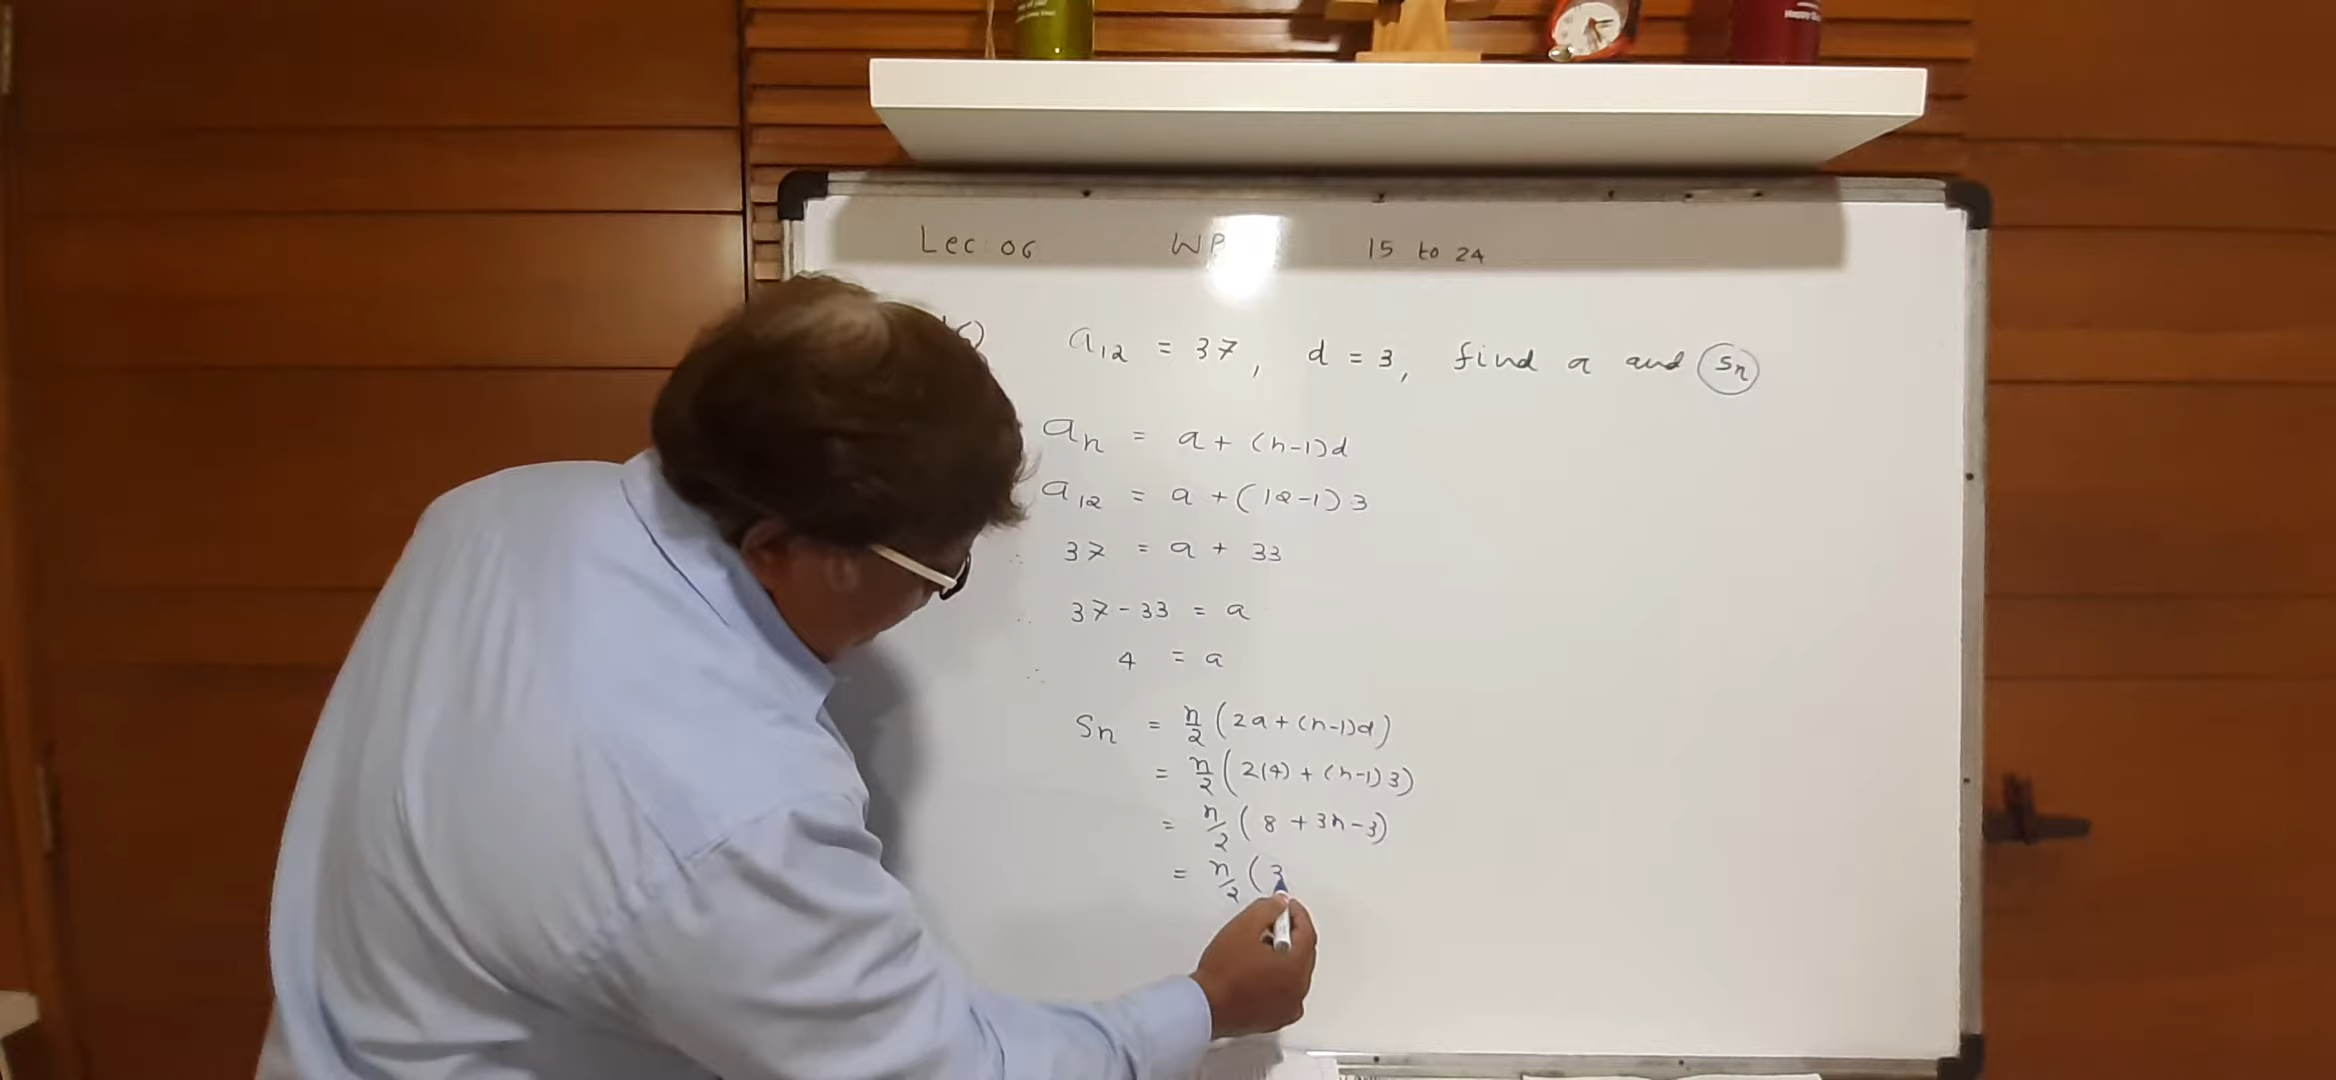 Lec: 06 WP 15 to 24
a₁₂ = 37, d = 3, find a and Sn
an = a + (n-1)d
a₁₂ = a + (12-1) 3
∴ 37 = a + 33
∴ 37 - 33 = a
∴ 4 = a
Sn = n/2 (2a + (n-1)d)
= n/2 (2(4) + (n-1) 3)
= n/2 ( 8 + 3n - 3)
= n/2 ( 3